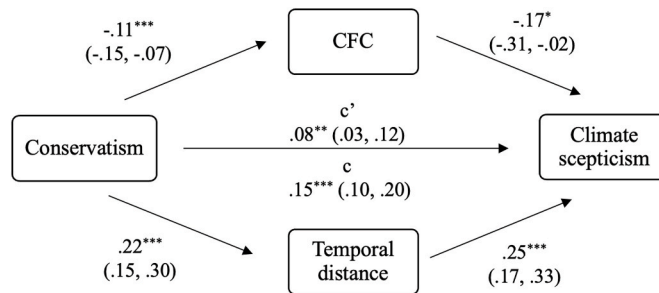 -.11***
(-.15, -.07)
CFC
-.17*
(-.31, -.02)
Conservatism
c’
.08** (.03, .12)
c
.15*** (.10, .20)
Climate
scepticism
.22***
(.15, .30)
Temporal
distance
.25***
(.17, .33)